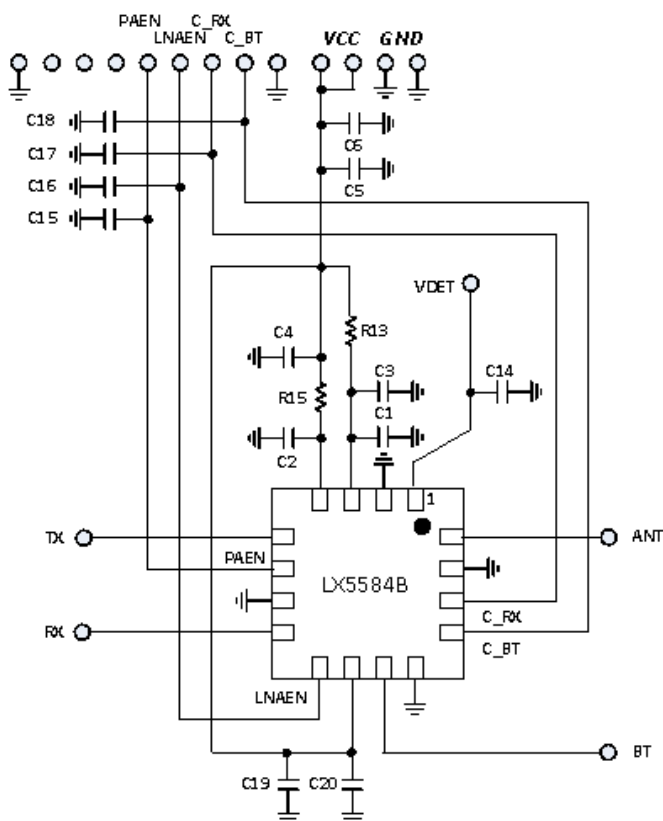 PAEN
C_RX
LNAEN
C_BT
VCC
GND
C18
C17
C16
C15
C6
C5
VDET
C4
R13
R15
C3
C14
C1
C2
1
TX
ANT
PAEN
LX5584B
RX
C_RX
C_BT
LNAEN
BT
C19
C20